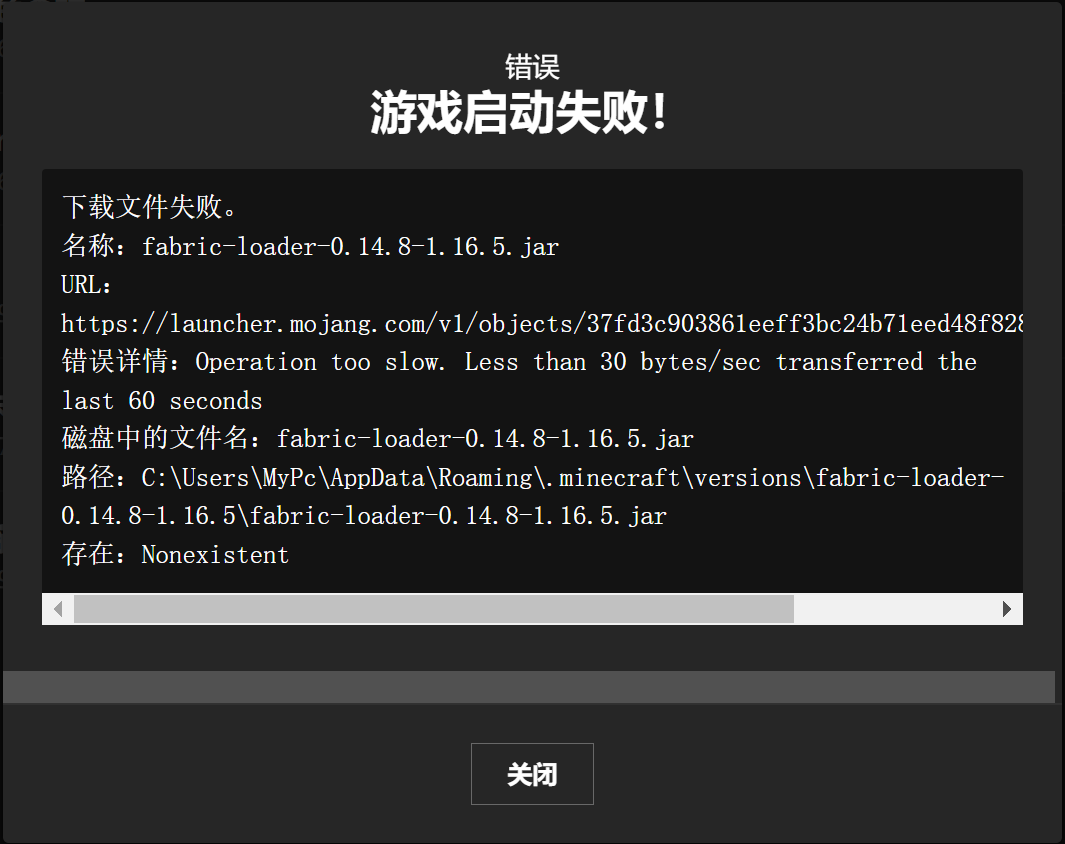 错误
游戏启动失败！
下载文件失败。
名称：fabric-loader-0.14.8-1.16.5.jar
URL：
https://launcher.mojang.com/v1/objects/37fd3c903861eeff3bc24b71eed48f828
错误详情：Operation too slow. Less than 30 bytes/sec transferred the
last 60 seconds
磁盘中的文件名：fabric-loader-0.14.8-1.16.5.jar
路径：C:\Users\MyPc\AppData\Roaming\.minecraft\versions\fabric-loader-
0.14.8-1.16.5\fabric-loader-0.14.8-1.16.5.jar
存在：Nonexistent
关闭